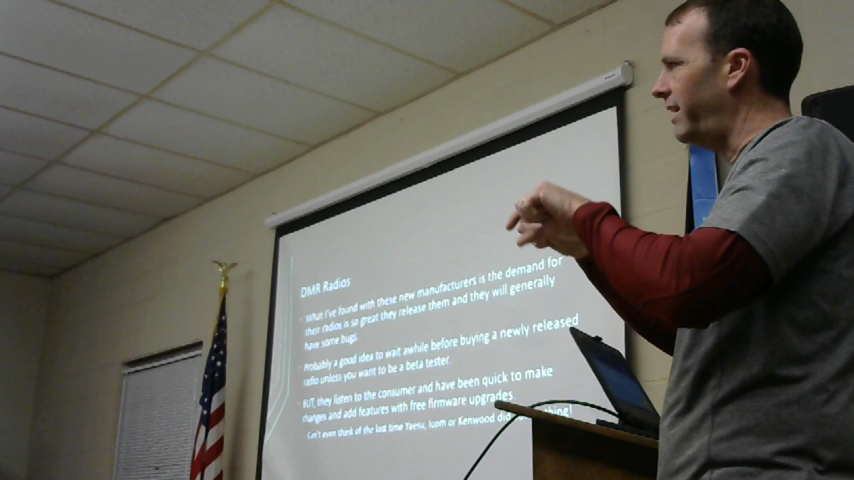 DMR Radios
What I've found with these new manufacturers is the demand for
their radios is so great they release them and they will generally
have some bugs.
Probably a good idea to wait awhile before buying a newly released
radio unless you want to be a beta tester.
BUT, they listen to the consumer and have been quick to make
changes and add features with free firmware upgrades.
Can't even think of the last time Yaesu, Icom or Kenwood did